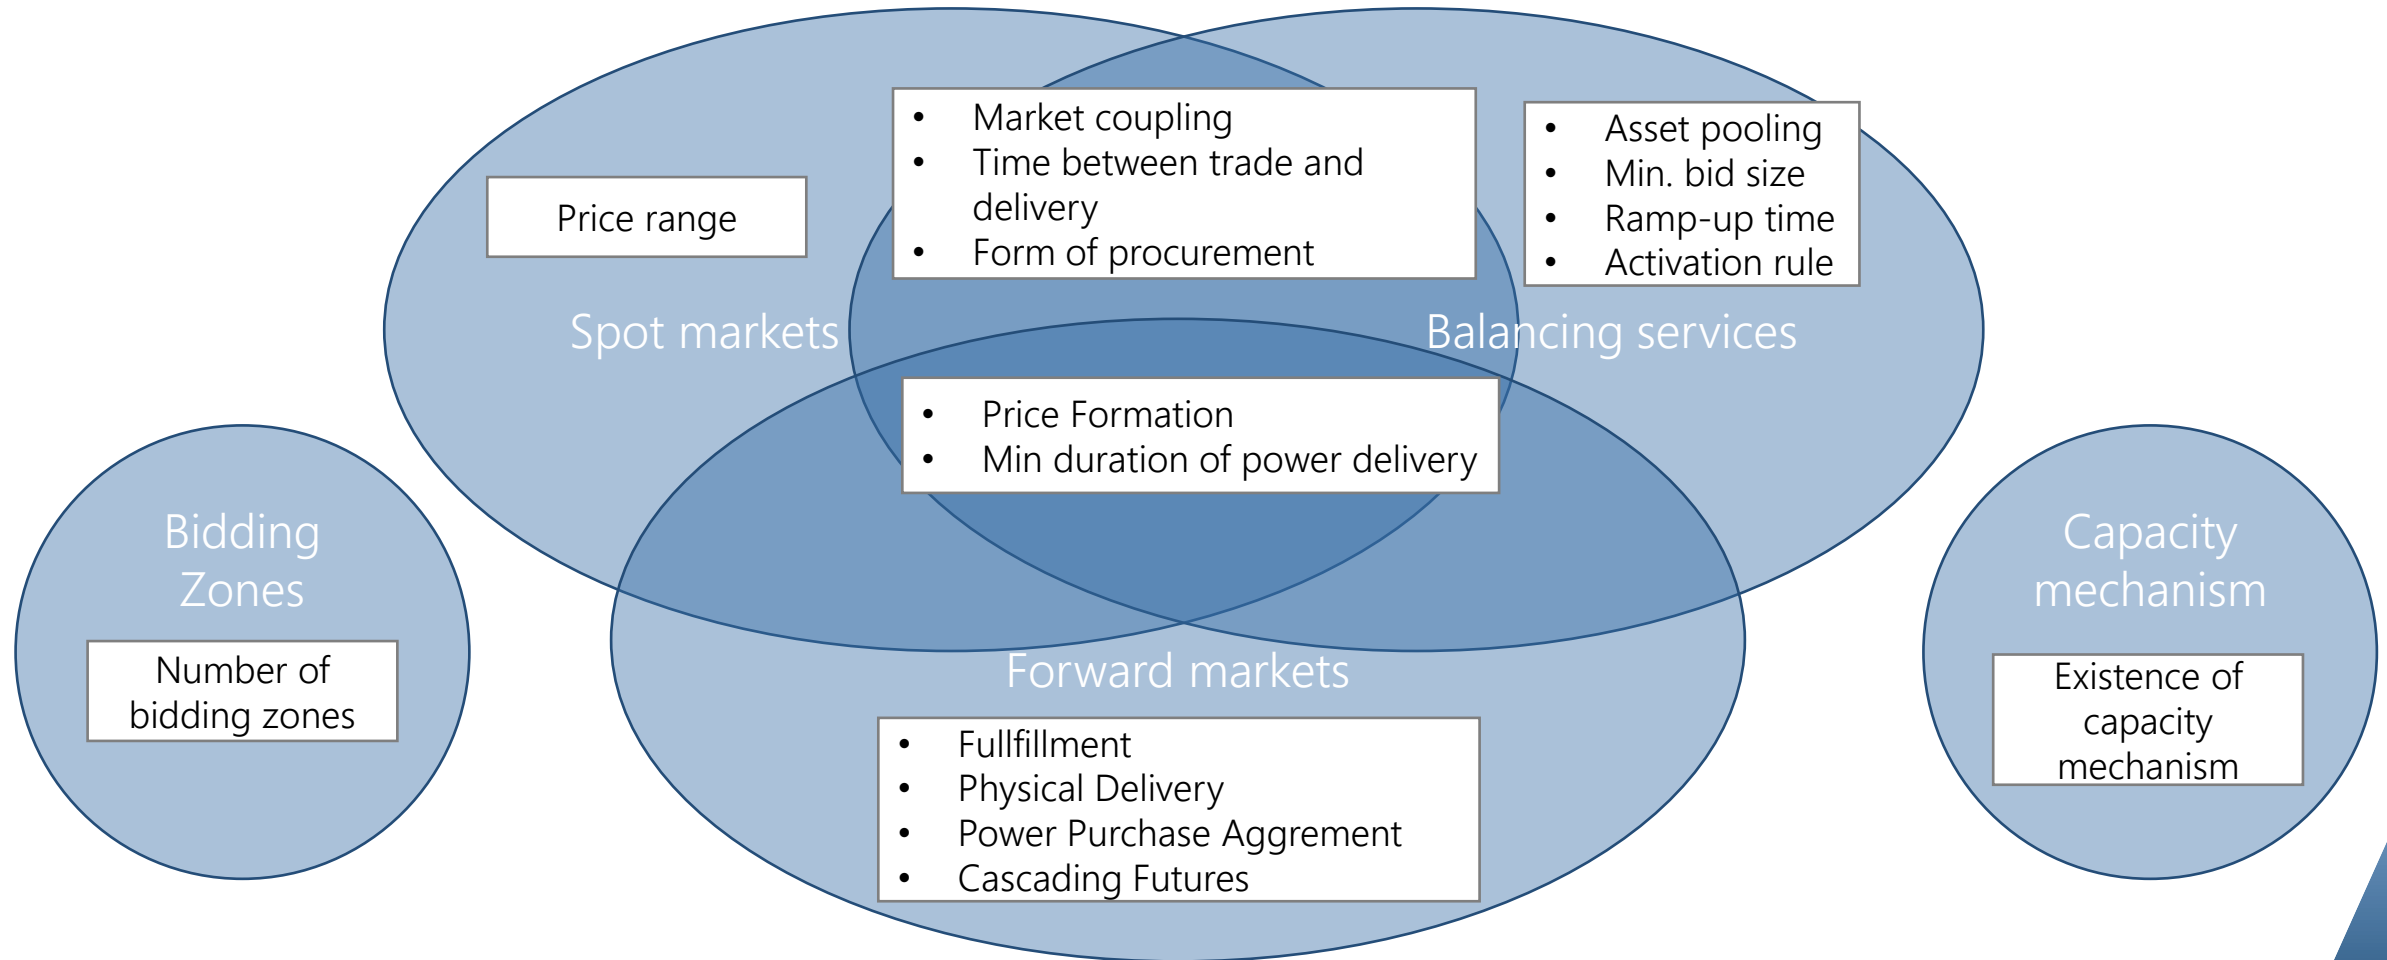 • Market coupling
• Time between trade and
delivery
• Form of procurement
• Asset pooling
• Min. bid size
• Ramp-up time
• Activation rule
Price range
Spot markets
Balancing services
• Price Formation
• Min duration of power delivery
Bidding
Zones
Number of
bidding zones
Forward markets
• Fullfillment
• Physical Delivery
• Power Purchase Aggrement
• Cascading Futures
Capacity
mechanism
Existence of
capacity
mechanism